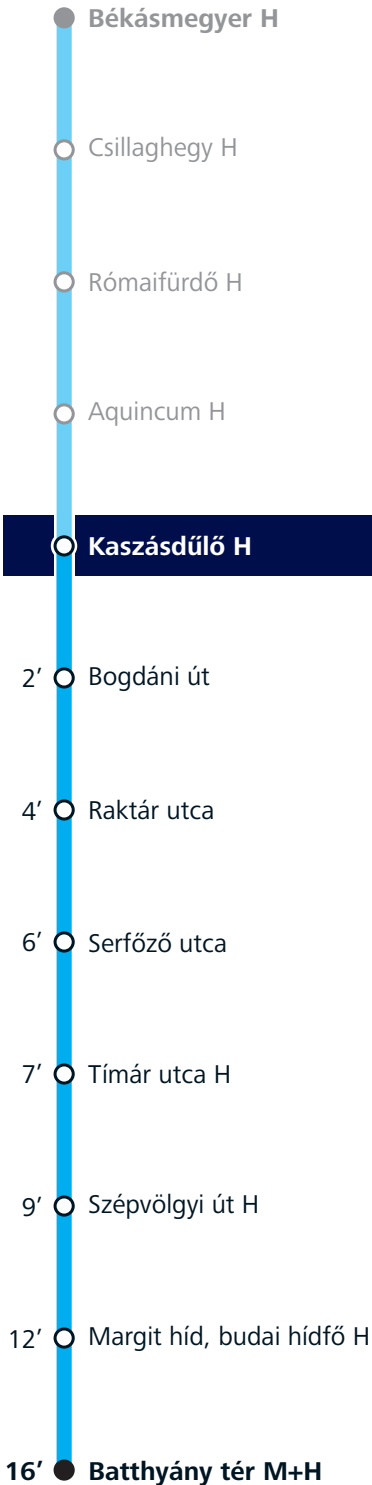 Békásmegyer H
Csillaghegy H
Rómaifürdő H
Aquincum H
Kaszásdűlő H
2’ Bogdáni út
4’ Raktár utca
6’ Serfőző utca
7’ Tímár utca H
9’ Szépvölgyi út H
12’ Margit híd, budai hídfő H
16’ Batthyány tér M+H